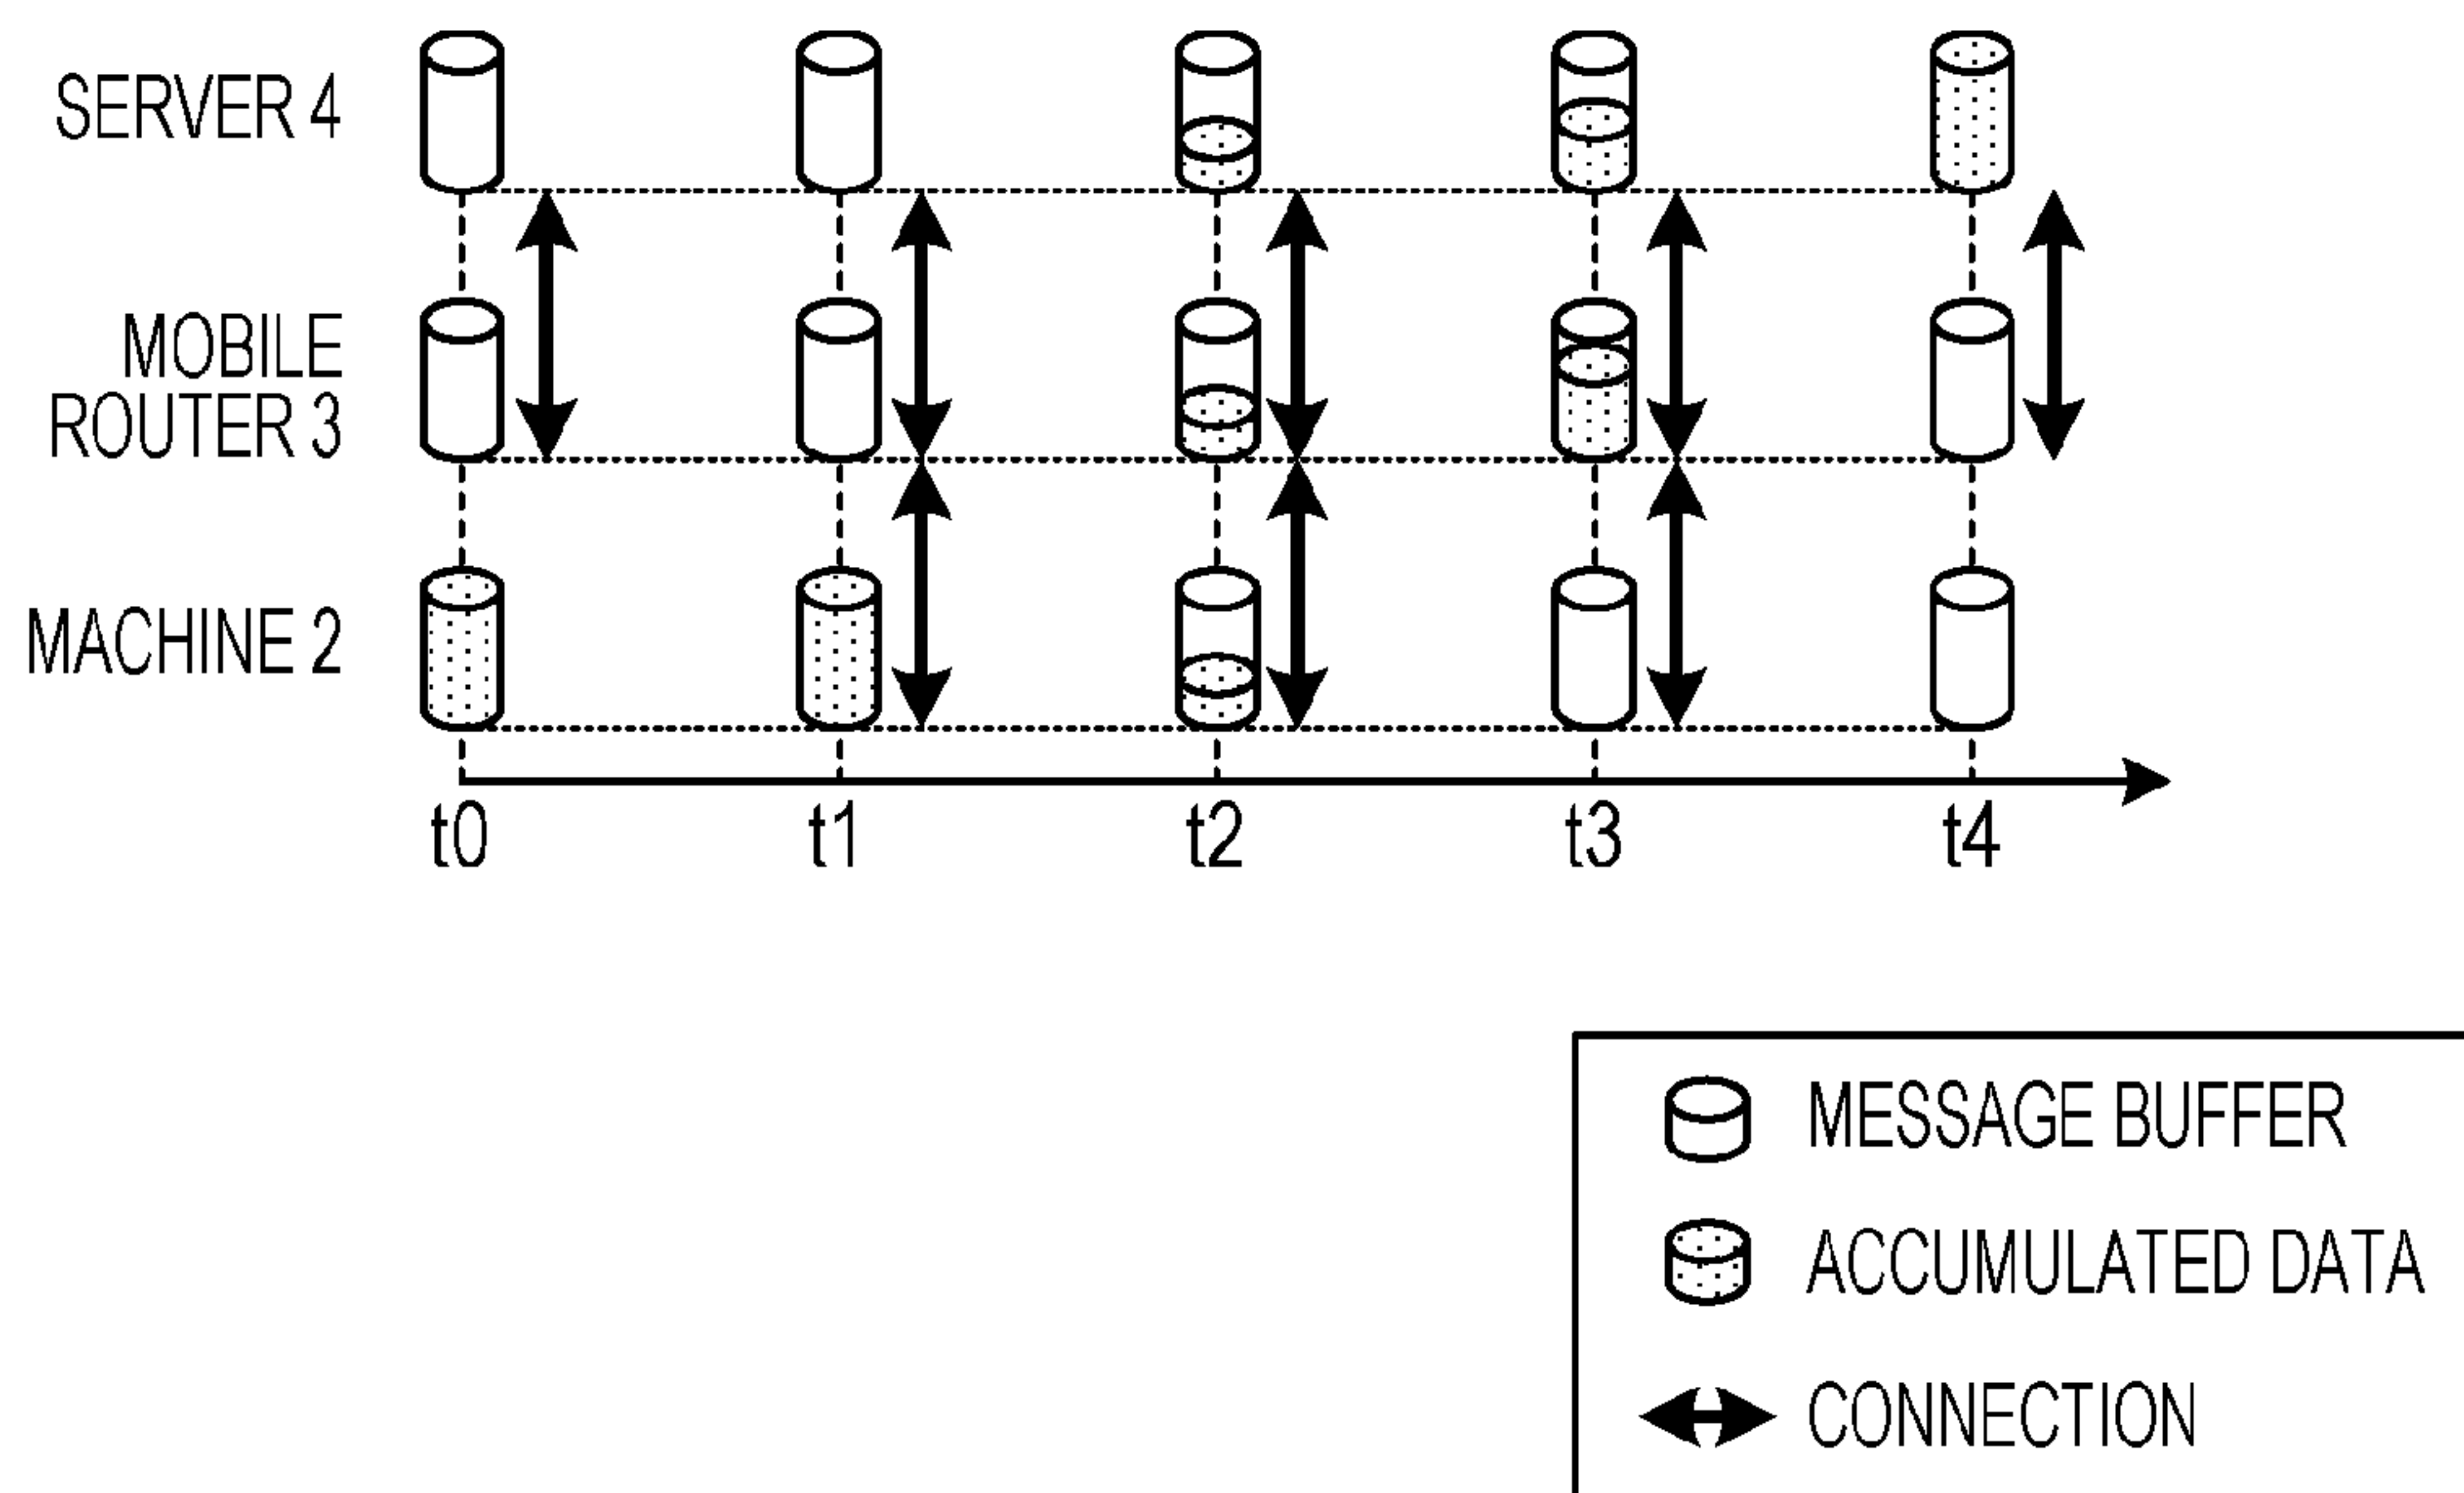 SERVER 4
MOBILE
ROUTER 3
MACHINE 2
t0 t1 t2 t3 t4
MESSAGE BUFFER
ACCUMULATED DATA
CONNECTION